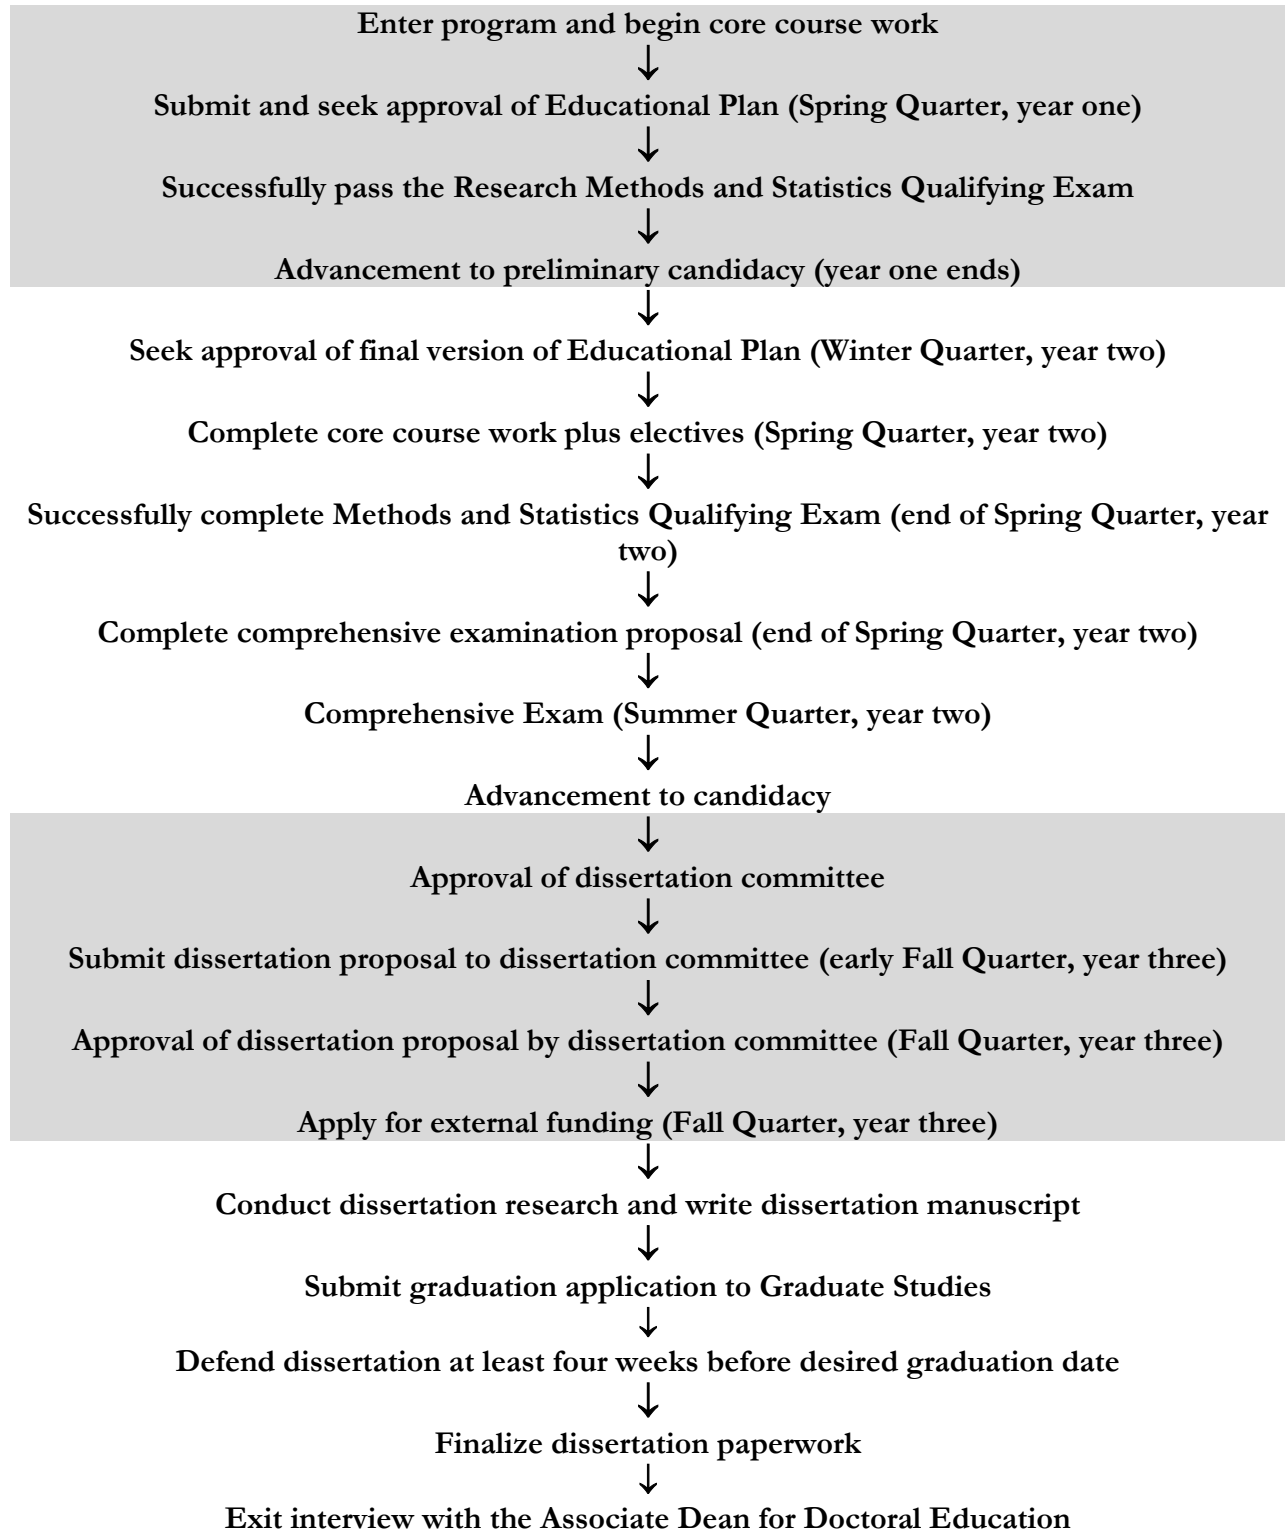 Enter program and begin core course work
↓
Submit and seek approval of Educational Plan (Spring Quarter, year one)
↓
Successfully pass the Research Methods and Statistics Qualifying Exam
↓
Advancement to preliminary candidacy (year one ends)
↓
Seek approval of final version of Educational Plan (Winter Quarter, year two)
↓
Complete core course work plus electives (Spring Quarter, year two)
↓
Successfully complete Methods and Statistics Qualifying Exam (end of Spring Quarter, year
two)
↓
Complete comprehensive examination proposal (end of Spring Quarter, year two)
↓
Comprehensive Exam (Summer Quarter, year two)
↓
Advancement to candidacy
↓
Approval of dissertation committee
↓
Submit dissertation proposal to dissertation committee (early Fall Quarter, year three)
↓
Approval of dissertation proposal by dissertation committee (Fall Quarter, year three)
↓
Apply for external funding (Fall Quarter, year three)
↓
Conduct dissertation research and write dissertation manuscript
↓
Submit graduation application to Graduate Studies
↓
Defend dissertation at least four weeks before desired graduation date
↓
Finalize dissertation paperwork
↓
Exit interview with the Associate Dean for Doctoral Education